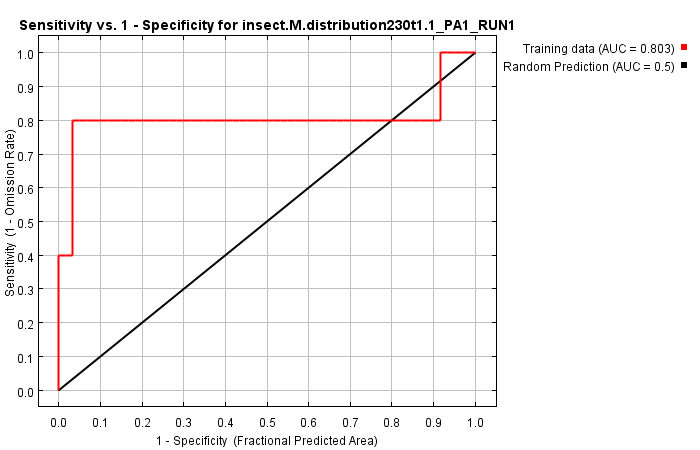 Sensitivity vs. 1 - Specificity for insect.M.distribution230t1.1_PA1_RUN1
Training data (AUC = 0.803)
Random Prediction (AUC = 0.5)
Sensitivity (1 - Omission Rate)
1.0
0.9
0.8
0.7
0.6
0.5
0.4
0.3
0.2
0.1
0.0
0.0 0.1 0.2 0.3 0.4 0.5 0.6 0.7 0.8 0.9 1.0
1 - Specificity (Fractional Predicted Area)